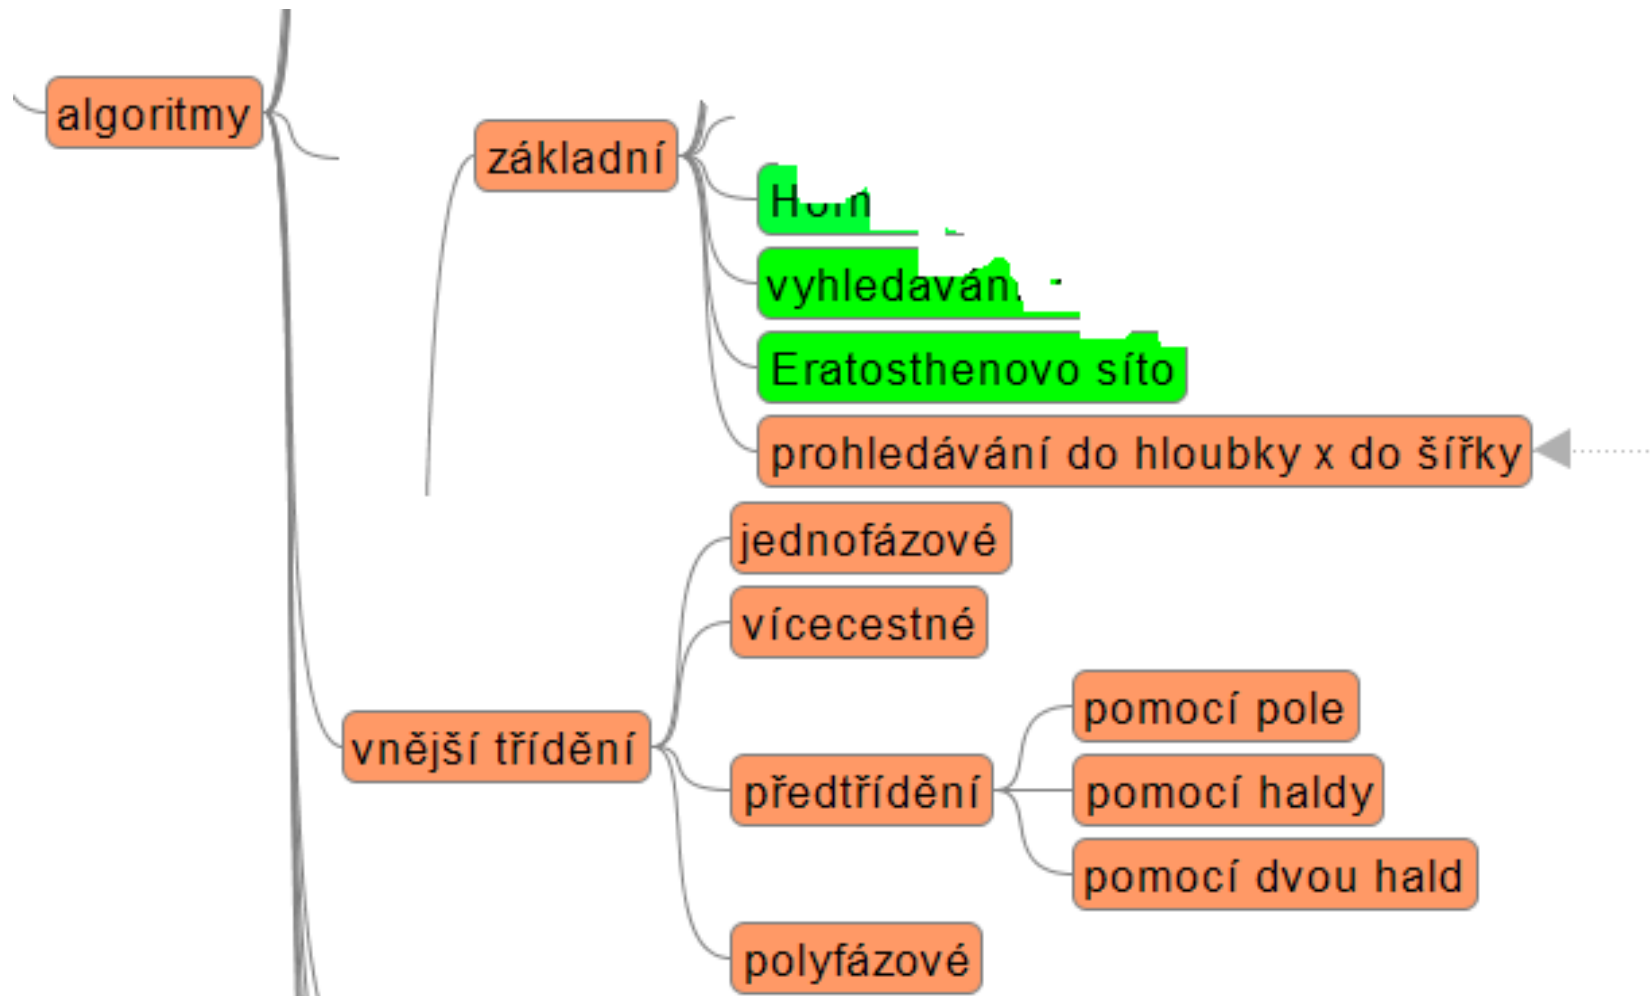 algoritmy
základní
Eratosthenovo síto
prohledávání do hloubky x do šířky
jednofázové
vícecestné
vnější třídění
předtřídění
pomocí pole
pomocí haldy
pomocí dvou hald
polyfázové